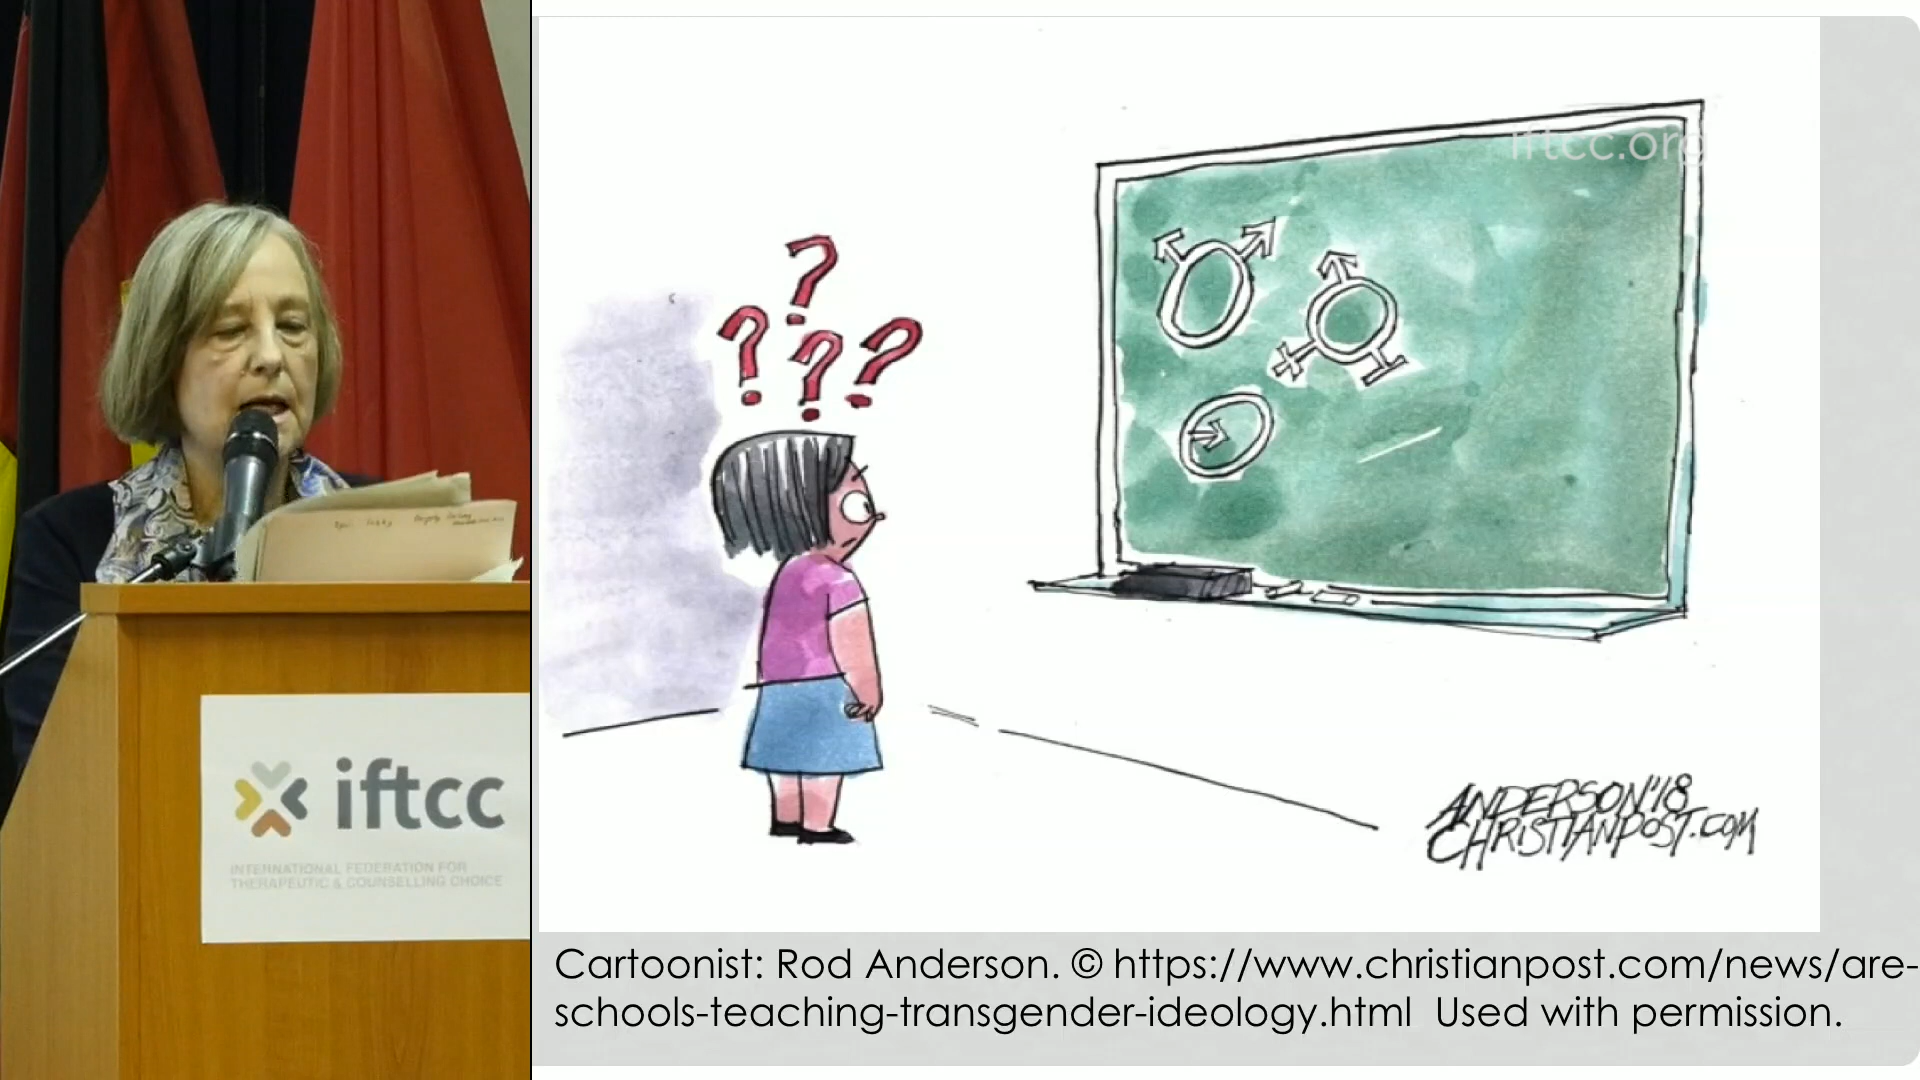 iftcc
INTERNATIONAL FEDERATION FOR
THERAPEUTIC & COUNSELLING CHOICE
iftcc.org
? ? ? ?
ANDERSON '18
CHRISTIANPOST.COM
Cartoonist: Rod Anderson. © https://www.christianpost.com/news/are-
schools-teaching-transgender-ideology.html Used with permission.